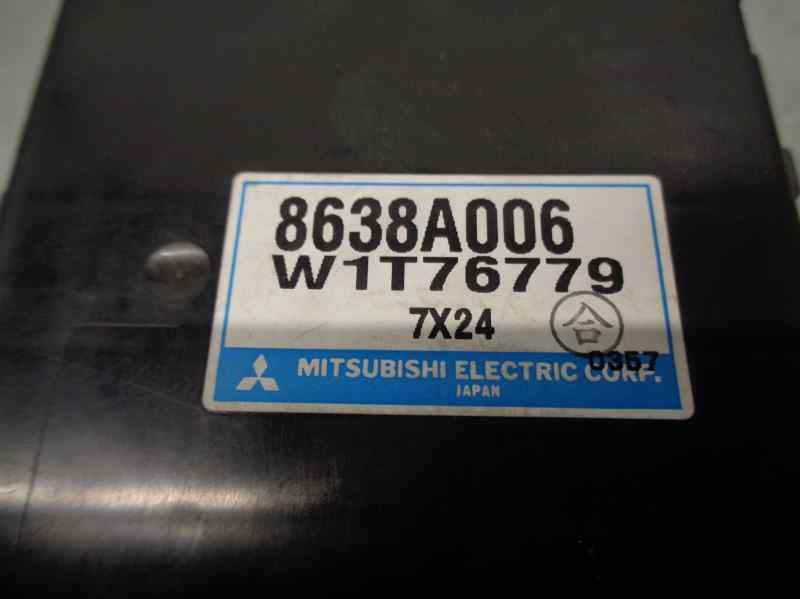 8638A006
W1T76779
7X24
合
0357
MITSUBISHI ELECTRIC CORP.
JAPAN